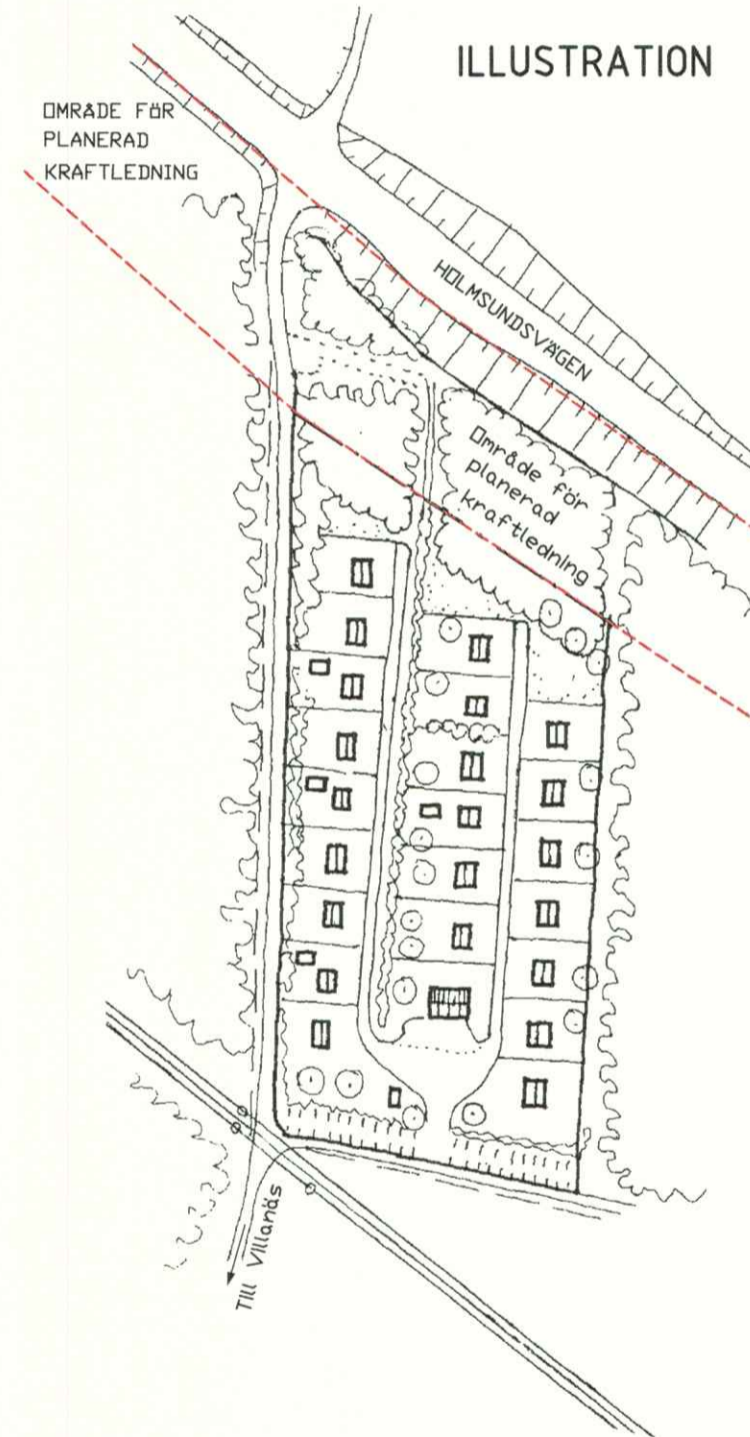 ILLUSTRATION
OMRÅDE FÖR
PLANERAD
KRAFTLEDNING
HOLMSUNDSVÄGEN
Område för
planerad
kraftledning
Till Villanäs